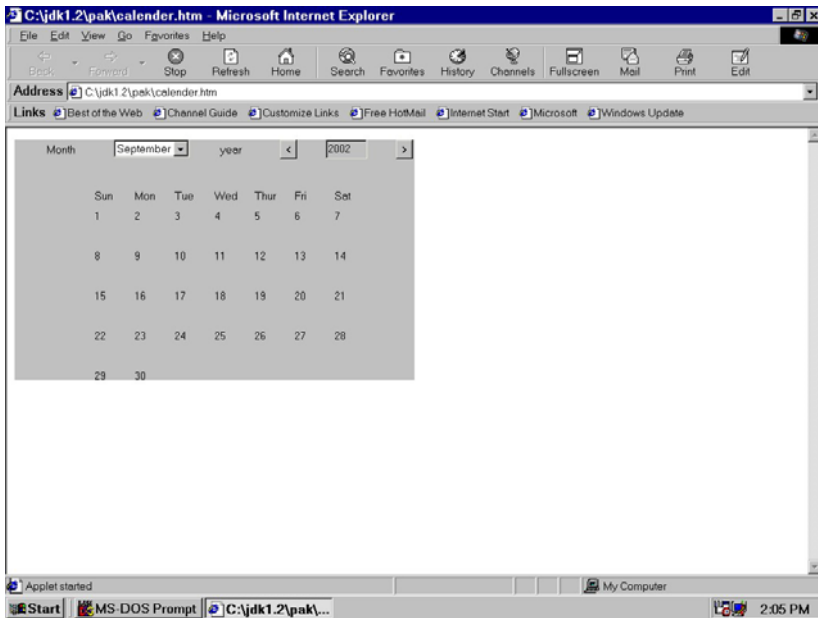 C:\jdk1.2\pak\calender.htm - Microsoft Internet Explorer
File Edit View Go Favorites Help
Back Forward Stop Refresh Home Search Favorites History Channels Fullscreen Mail Print Edit
Address C:\jdk1.2\pak\calender.htm
Links Best of the Web Channel Guide Customize Links Free HotMail Internet Start Microsoft Windows Update
Month September year < 2002 >
Sun Mon Tue Wed Thur Fri Sat
1 2 3 4 5 6 7
8 9 10 11 12 13 14
15 16 17 18 19 20 21
22 23 24 25 26 27 28
29 30
Applet started My Computer
Start MS-DOS Prompt C:\jdk1.2\pak\... 2:05 PM